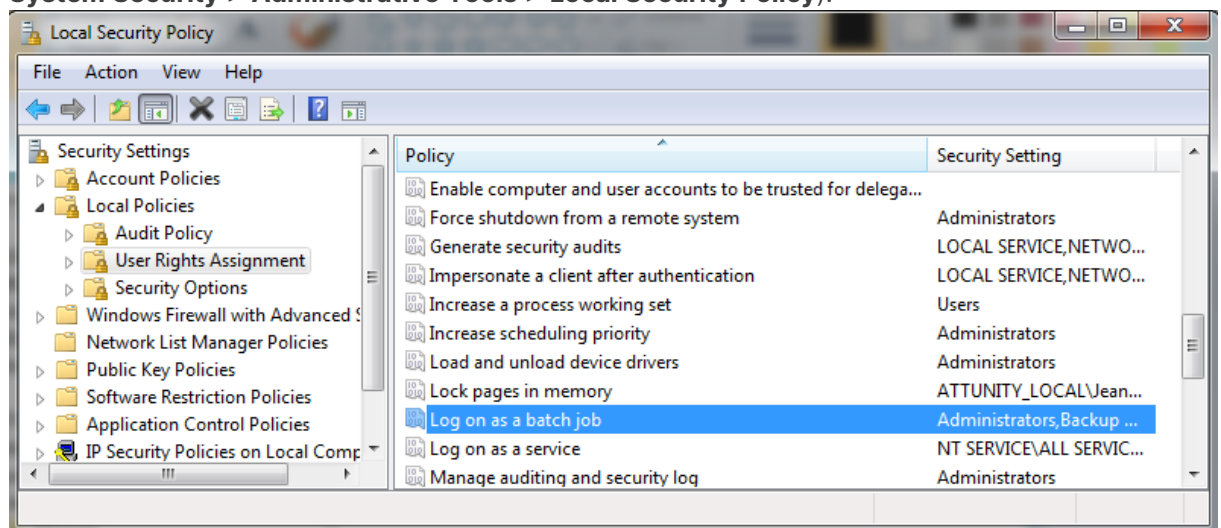 System Security > Administrative Tools > Local Security Policy).
Local Security Policy
File Action View Help
Security Settings
Account Policies
Local Policies
Audit Policy
User Rights Assignment
Security Options
Windows Firewall with Advanced S
Network List Manager Policies
Public Key Policies
Software Restriction Policies
Application Control Policies
IP Security Policies on Local Comp
Policy Security Setting
Enable computer and user accounts to be trusted for delega...
Force shutdown from a remote system Administrators
Generate security audits LOCAL SERVICE,NETWO...
Impersonate a client after authentication LOCAL SERVICE,NETWO...
Increase a process working set Users
Increase scheduling priority Administrators
Load and unload device drivers Administrators
Lock pages in memory ATTUNITY_LOCAL\Jean...
Log on as a batch job Administrators,Backup ...
Log on as a service NT SERVICE\ALL SERVIC...
Manage auditing and security log Administrators